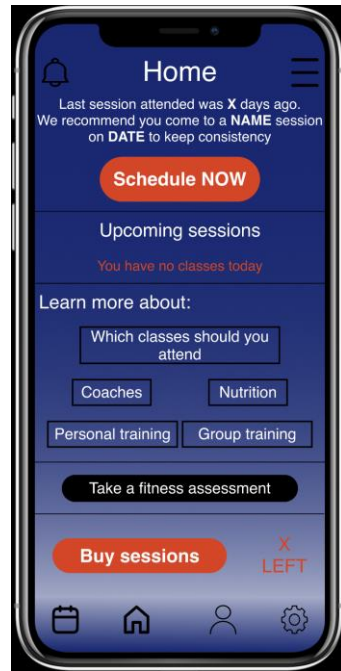 Home
Last session attended was X days ago.
We recommend you come to a NAME session
on DATE to keep consistency
Schedule NOW
Upcoming sessions
You have no classes today
Learn more about:
Which classes should you
attend
Coaches
Nutrition
Personal training
Group training
Take a fitness assessment
Buy sessions
X
LEFT